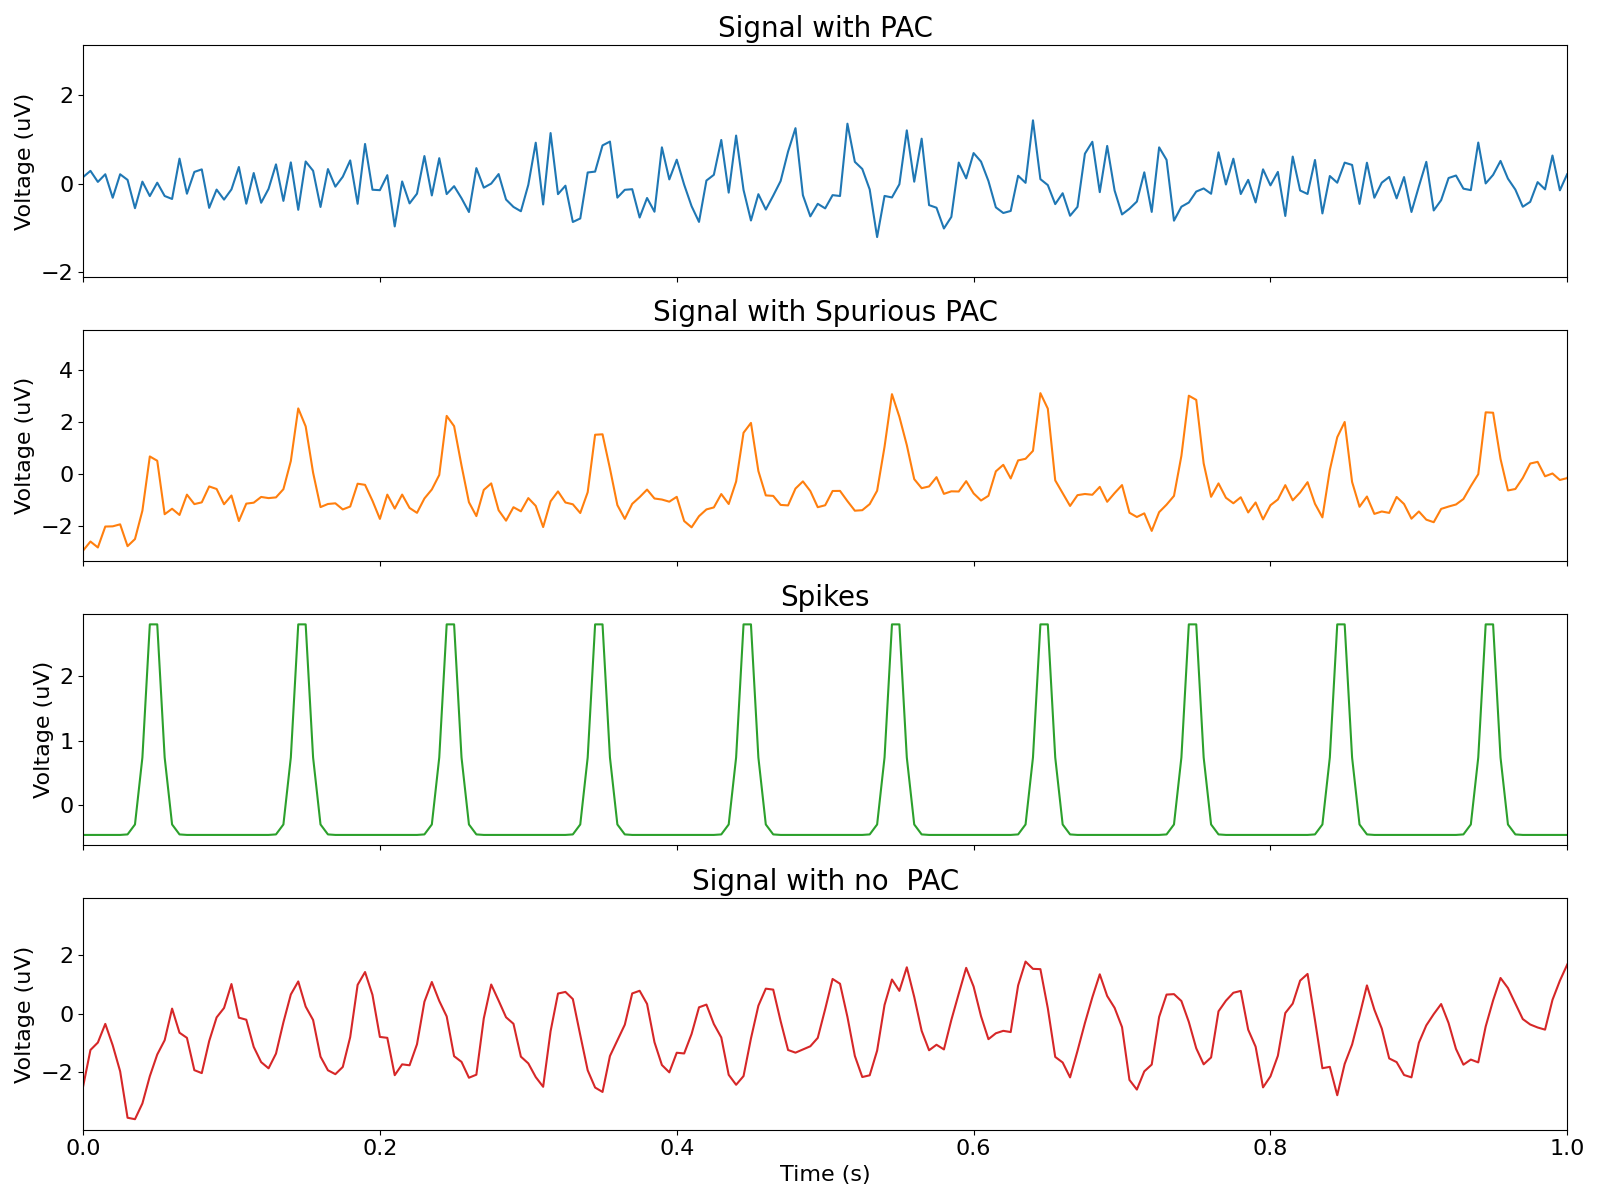 Signal with PAC
Voltage (uV)
2
0
−2
Signal with Spurious PAC
Voltage (uV)
4
2
0
−2
Spikes
Voltage (uV)
2
1
0
Signal with no  PAC
Voltage (uV)
2
0
−2
0.0 0.2 0.4 0.6 0.8 1.0
Time (s)